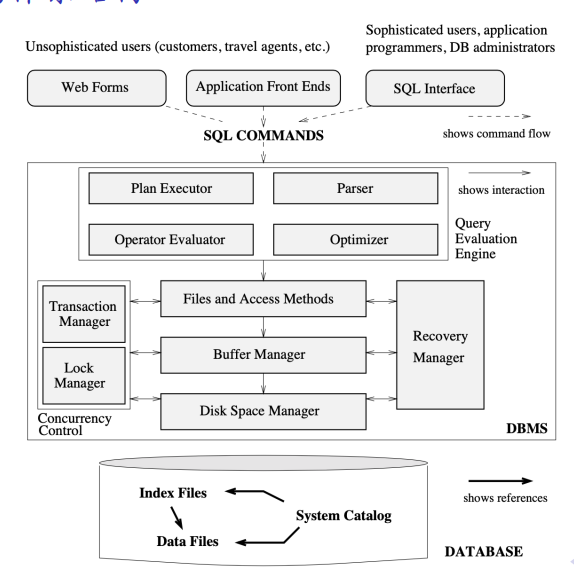 Unsophisticated users (customers, travel agents, etc.)
Sophisticated users, application
programmers, DB administrators
Web Forms
Application Front Ends
SQL Interface
SQL COMMANDS
shows command flow
Plan Executor
Parser
shows interaction
Operator Evaluator
Optimizer
Query
Evaluation
Engine
Transaction
Manager
Files and Access Methods
Recovery
Manager
Lock
Manager
Buffer Manager
Disk Space Manager
Concurrency
Control
DBMS
Index Files
System Catalog
Data Files
shows references
DATABASE